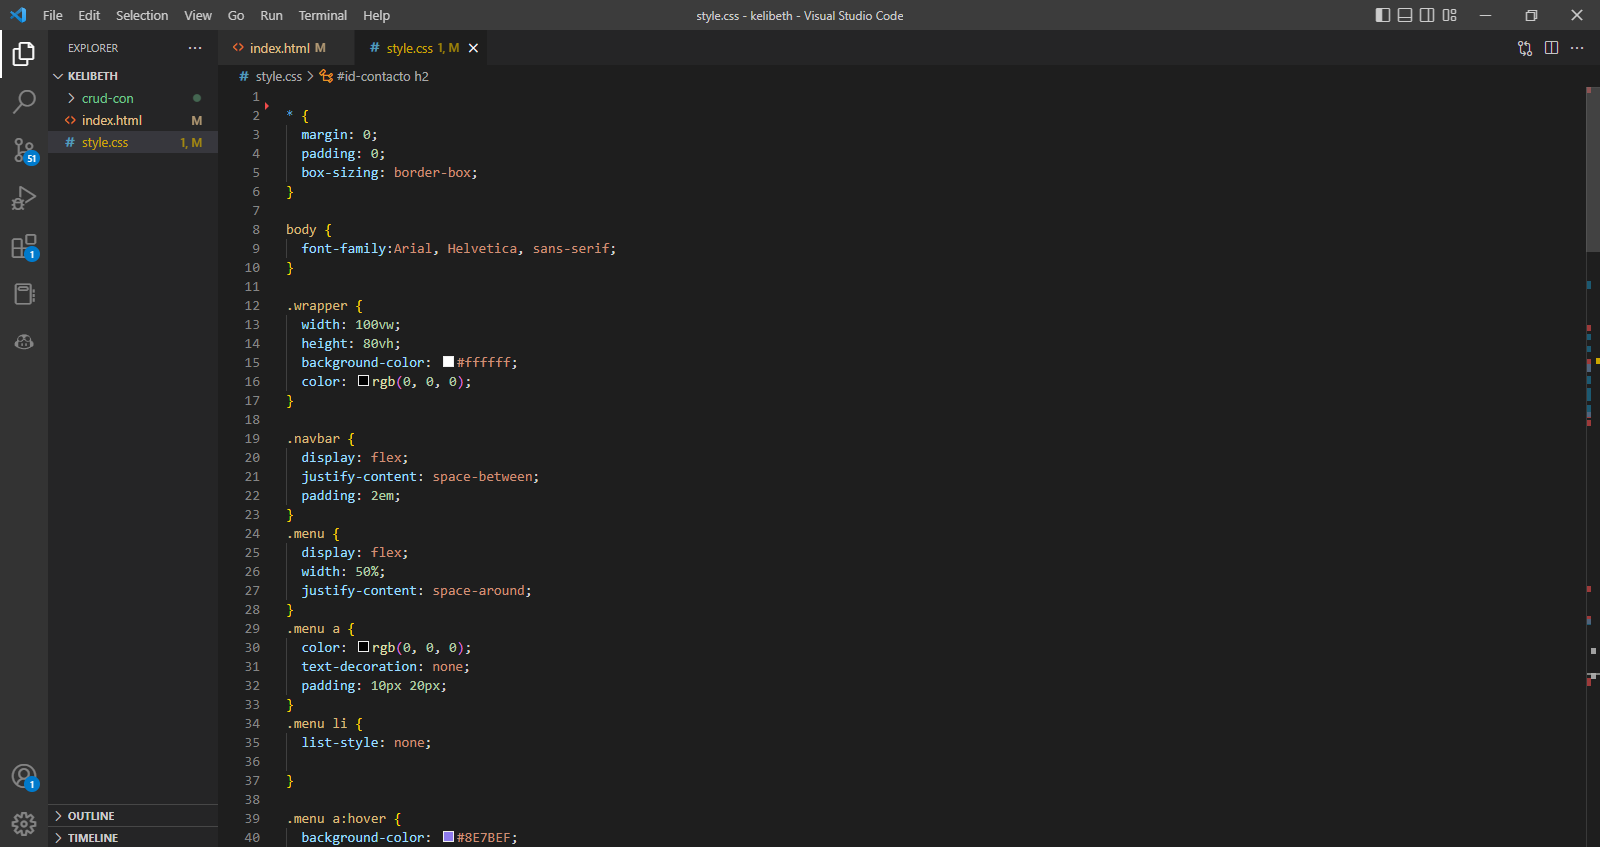 File Edit Selection View Go Run Terminal Help
style.css - kelibeth - Visual Studio Code
EXPLORER ···
index.html M
style.css 1, M
KELIBETH
# style.css > #id-contacto h2
crud-con
index.html M
# style.css 1, M
51
1
1
OUTLINE
TIMELINE
1
2 * {
3 margin: 0;
4 padding: 0;
5 box-sizing: border-box;
6 }
7
8 body {
9 font-family:Arial, Helvetica, sans-serif;
10 }
11
12 .wrapper {
13 width: 100vw;
14 height: 80vh;
15 background-color: #ffffff;
16 color: rgb(0, 0, 0);
17 }
18
19 .navbar {
20 display: flex;
21 justify-content: space-between;
22 padding: 2em;
23 }
24 .menu {
25 display: flex;
26 width: 50%;
27 justify-content: space-around;
28 }
29 .menu a {
30 color: rgb(0, 0, 0);
31 text-decoration: none;
32 padding: 10px 20px;
33 }
34 .menu li {
35 list-style: none;
36
37 }
38
39 .menu a:hover {
40 background-color: #8E7BEF;